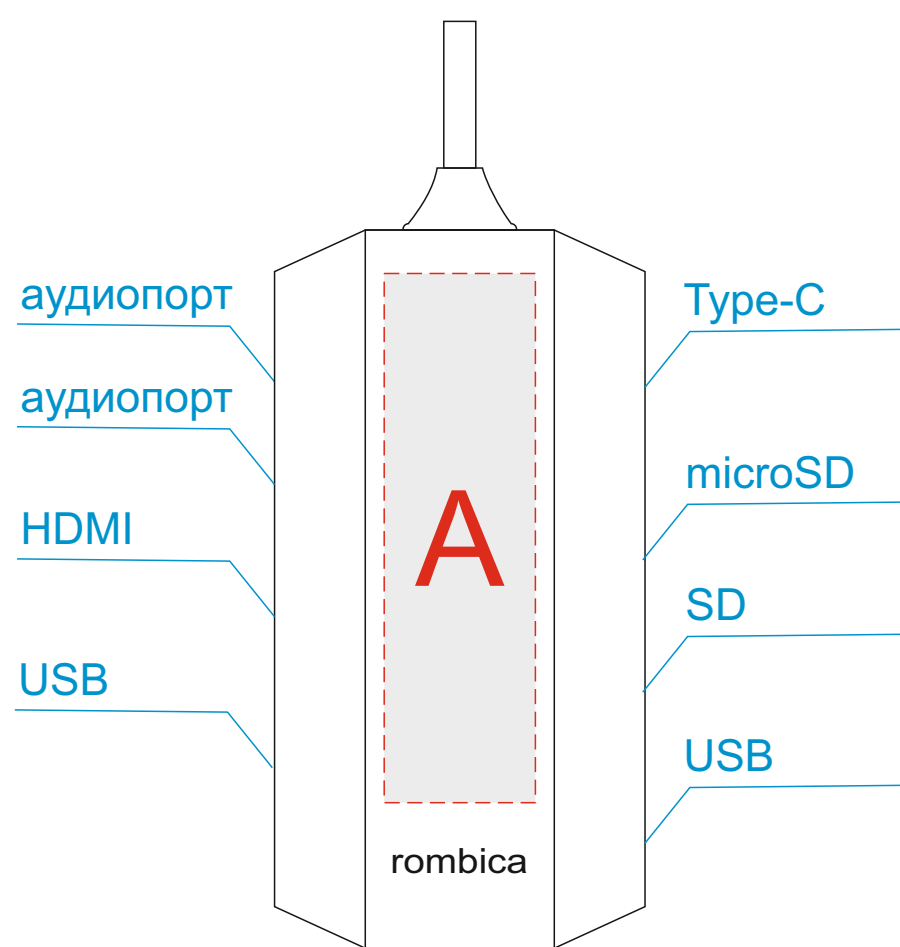 аудиопорт
аудиопорт
HDMI
USB
Type-C
microSD
SD
USB
A
rombica